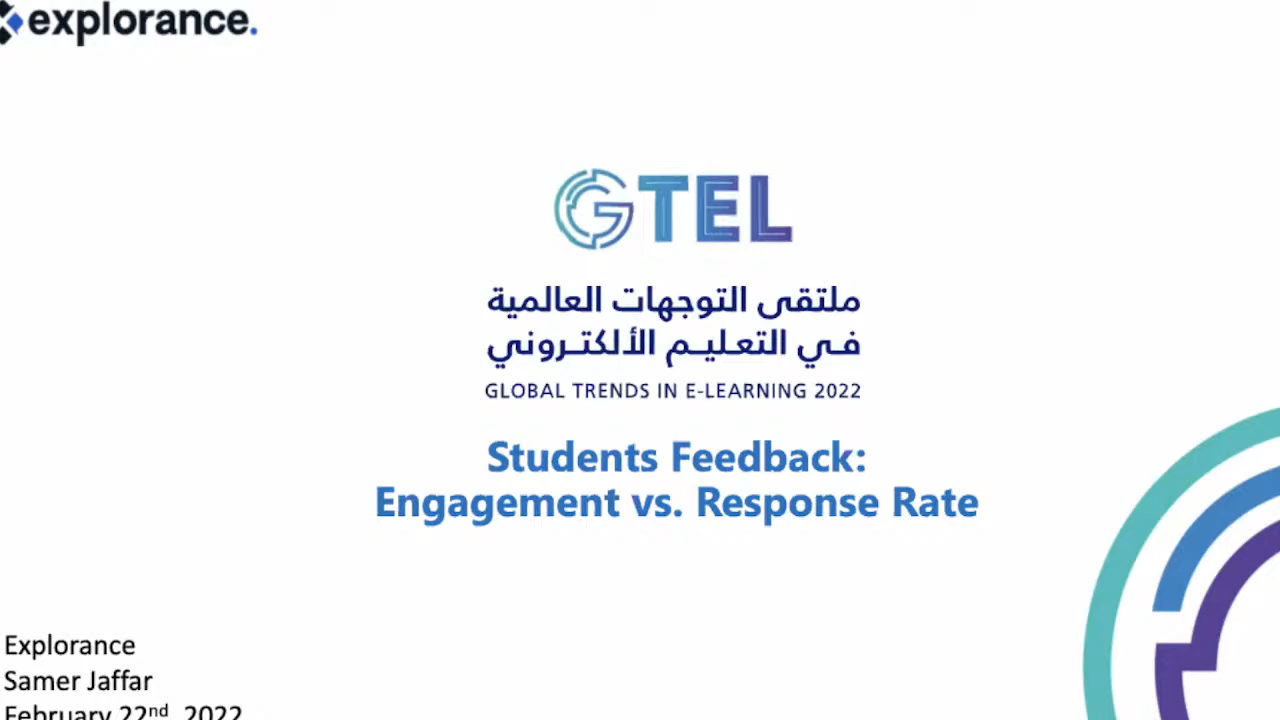 explorance.
GTEL
ملتقى التوجهات العالمية
في التعليم الألكتروني
GLOBAL TRENDS IN E-LEARNING 2022
Students Feedback:
Engagement vs. Response Rate
Explorance
Samer Jaffar
February 22nd, 2022